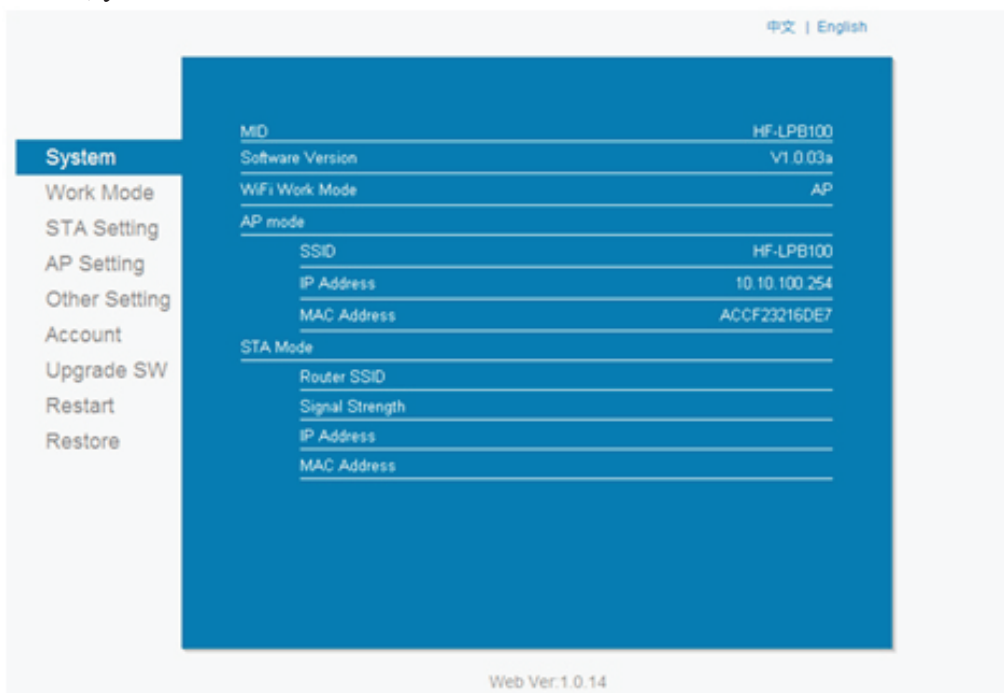 中文 | English
System
Work Mode
STA Setting
AP Setting
Other Setting
Account
Upgrade SW
Restart
Restore
MID HF-LPB100
Software Version V1.0.03a
WiFi Work Mode AP
AP mode
SSID HF-LPB100
IP Address 10.10.100.254
MAC Address ACCF23216DE7
STA Mode
Router SSID
Signal Strength
IP Address
MAC Address
Web Ver:1.0.14